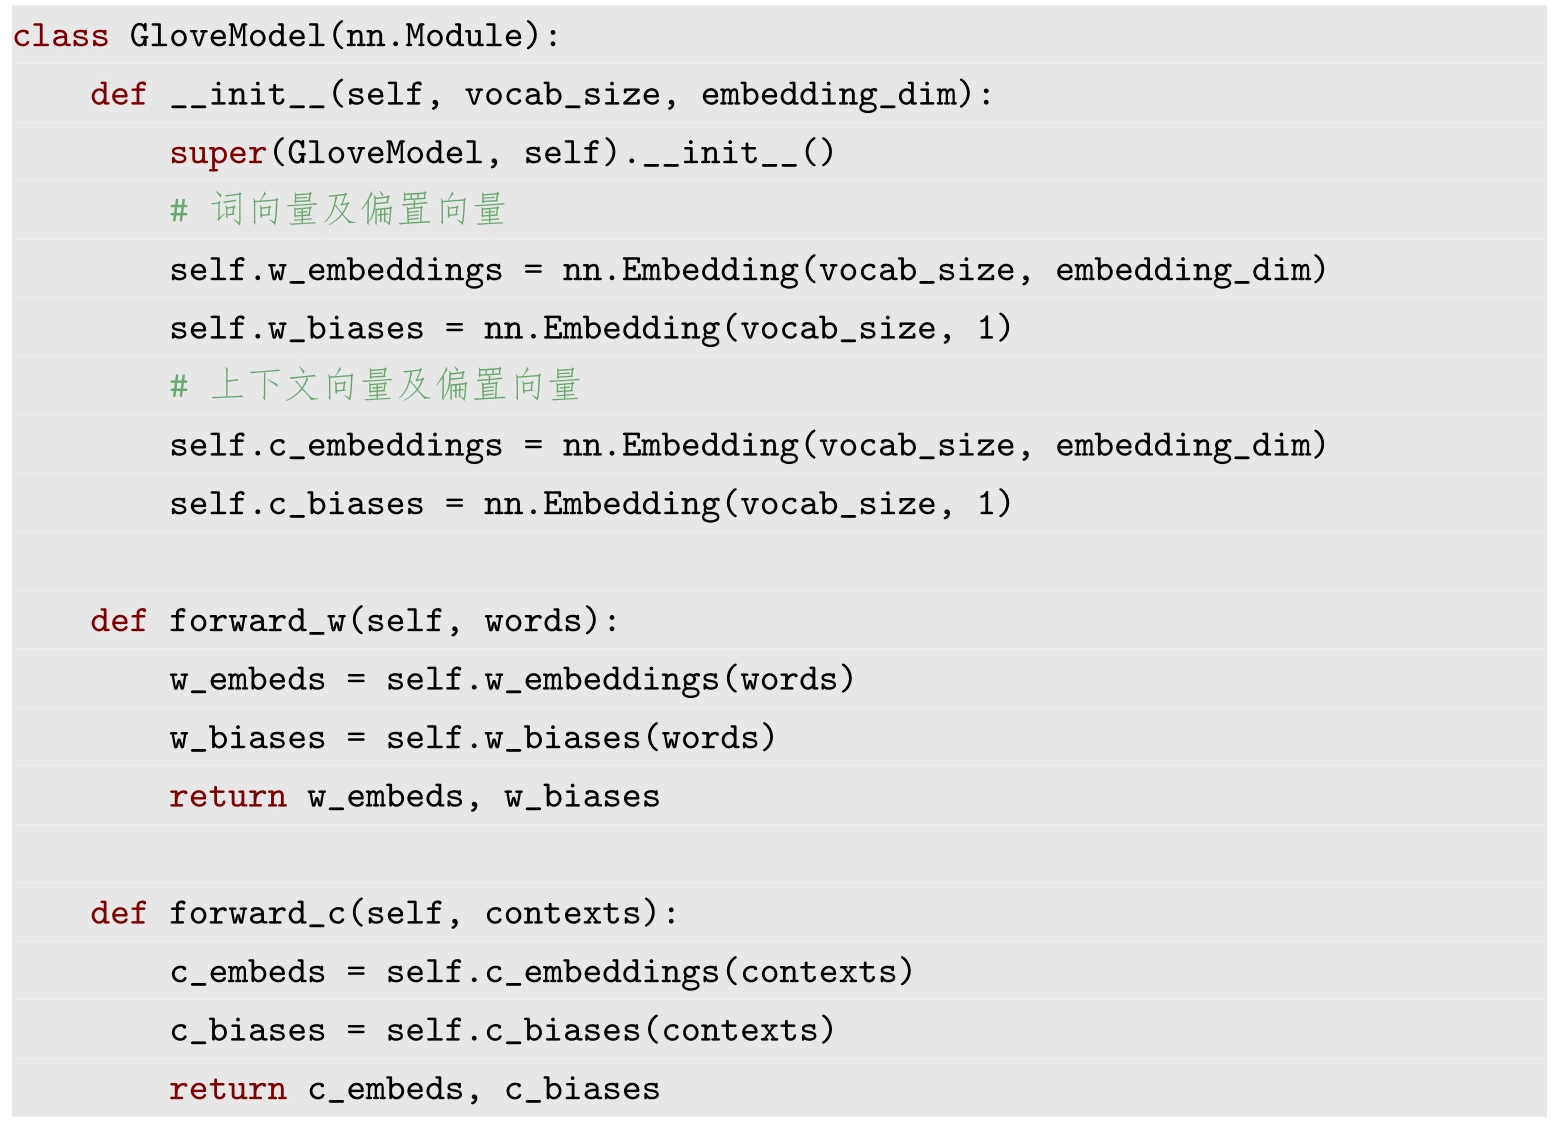 class GloveModel(nn.Module):
    def __init__(self, vocab_size, embedding_dim):
        super(GloveModel, self).__init__()
        # 词向量及偏置向量
        self.w_embeddings = nn.Embedding(vocab_size, embedding_dim)
        self.w_biases = nn.Embedding(vocab_size, 1)
        # 上下文向量及偏置向量
        self.c_embeddings = nn.Embedding(vocab_size, embedding_dim)
        self.c_biases = nn.Embedding(vocab_size, 1)

    def forward_w(self, words):
        w_embeds = self.w_embeddings(words)
        w_biases = self.w_biases(words)
        return w_embeds, w_biases

    def forward_c(self, contexts):
        c_embeds = self.c_embeddings(contexts)
        c_biases = self.c_biases(contexts)
        return c_embeds, c_biases